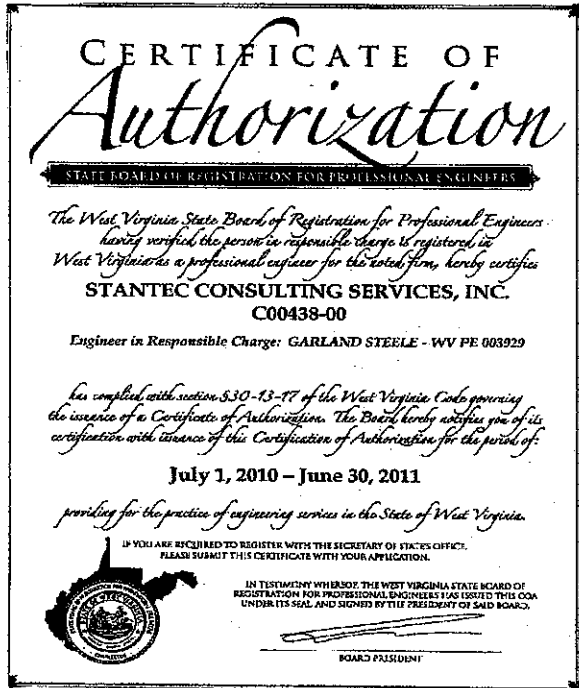 CERTIFICATE OF
Authorization
STATE BOARD OF REGISTRATION FOR PROFESSIONAL ENGINEERS
The West Virginia State Board of Registration for Professional Engineers
having verified the person in responsible charge is registered in
West Virginia as a professional engineer for the noted firm, hereby certifies
STANTEC CONSULTING SERVICES, INC.
C00438-00
Engineer in Responsible Charge: GARLAND STEELE - WV PE 003929
has complied with section §30-13-17 of the West Virginia Code governing
the issuance of a Certificate of Authorization. The Board hereby notifies you of its
certification with issuance of this Certification of Authorization for the period of:
July 1, 2010 – June 30, 2011
providing for the practice of engineering services in the State of West Virginia.
IF YOU ARE REQUIRED TO REGISTER WITH THE SECRETARY OF STATE'S OFFICE,
PLEASE SUBMIT THIS CERTIFICATE WITH YOUR APPLICATION.
IN TESTIMONY WHEREOF, THE WEST VIRGINIA STATE BOARD OF
REGISTRATION FOR PROFESSIONAL ENGINEERS HAS ISSUED THIS COA
UNDER ITS SEAL AND SIGNED BY THE PRESIDENT OF SAID BOARD.
BOARD PRESIDENT